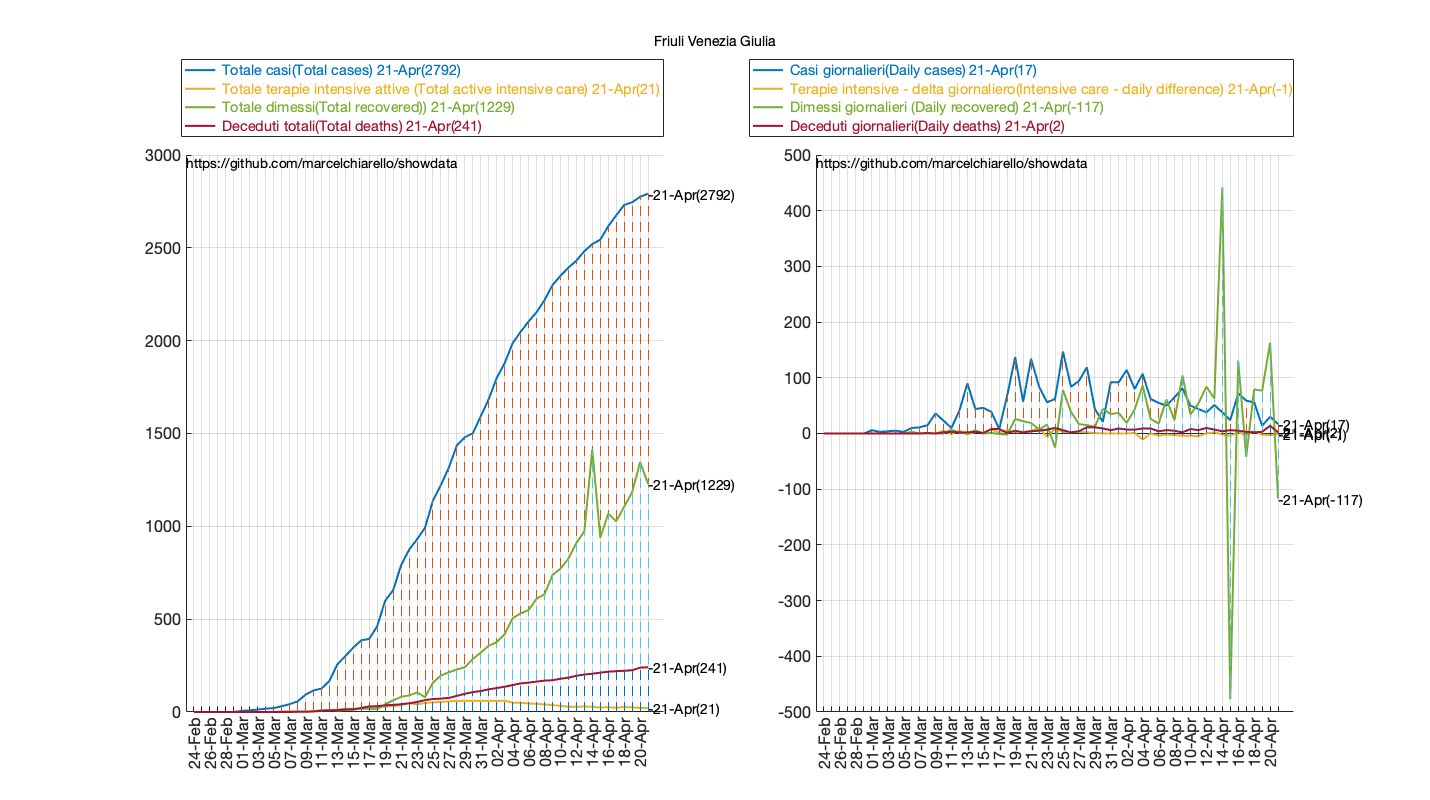 Friuli Venezia Giulia
Totale casi(Total cases) 21-Apr(2792)
Totale terapie intensive attive (Total active intensive care) 21-Apr(21)
Totale dimessi(Total recovered)) 21-Apr(1229)
Deceduti totali(Total deaths) 21-Apr(241)
https://github.com/marcelchiarello/showdata
3000
2500
2000
1500
1000
500
0
-21-Apr(2792)
-21-Apr(1229)
-21-Apr(241)
-21-Apr(21)
24-Feb
26-Feb
28-Feb
01-Mar
03-Mar
05-Mar
07-Mar
09-Mar
11-Mar
13-Mar
15-Mar
17-Mar
19-Mar
21-Mar
23-Mar
25-Mar
27-Mar
29-Mar
31-Mar
02-Apr
04-Apr
06-Apr
08-Apr
10-Apr
12-Apr
14-Apr
16-Apr
18-Apr
20-Apr
Casi giornalieri(Daily cases) 21-Apr(17)
Terapie intensive - delta giornaliero(Intensive care - daily difference) 21-Apr(-1)
Dimessi giornalieri (Daily recovered) 21-Apr(-117)
Deceduti giornalieri(Daily deaths) 21-Apr(2)
https://github.com/marcelchiarello/showdata
500
400
300
200
100
0
-100
-200
-300
-400
-500
-21-Apr(17)
-21-Apr(2)
-21-Apr(-1)
-21-Apr(-117)
24-Feb
26-Feb
28-Feb
01-Mar
03-Mar
05-Mar
07-Mar
09-Mar
11-Mar
13-Mar
15-Mar
17-Mar
19-Mar
21-Mar
23-Mar
25-Mar
27-Mar
29-Mar
31-Mar
02-Apr
04-Apr
06-Apr
08-Apr
10-Apr
12-Apr
14-Apr
16-Apr
18-Apr
20-Apr